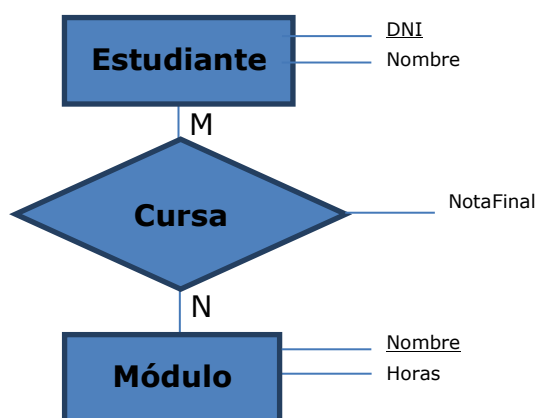 DNI
Estudiante
Nombre
M
Cursa
NotaFinal
N
Nombre
Módulo
Horas